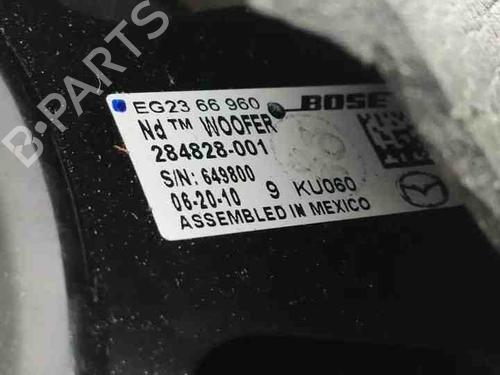 B-PARTS
EG23 66 960 BOSE
Nd™ WOOFER
284828-001
S/N: 649800
06-20-10 9 KU060
ASSEMBLED IN MEXICO